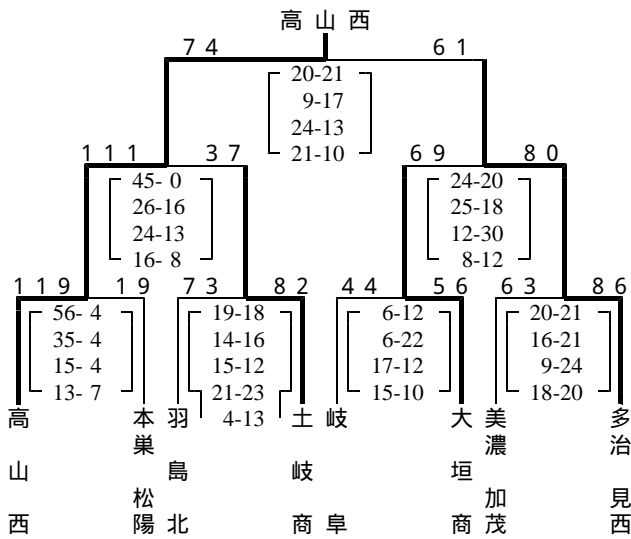 高山西
74 61
20-21
9-17
24-13
21-10
111 37 69 80
45- 0
26-16
24-13
16- 8
24-20
25-18
12-30
8-12
119 19 73 82 44 56 63 86
56- 4
35- 4
15- 4
13- 7
19-18
14-16
15-12
21-23
4-13
6-12
6-22
17-12
15-10
20-21
16-21
9-24
18-20
高山西
本巣松陽
羽島北
土岐商
岐阜
大垣商
美濃加茂
多治見西